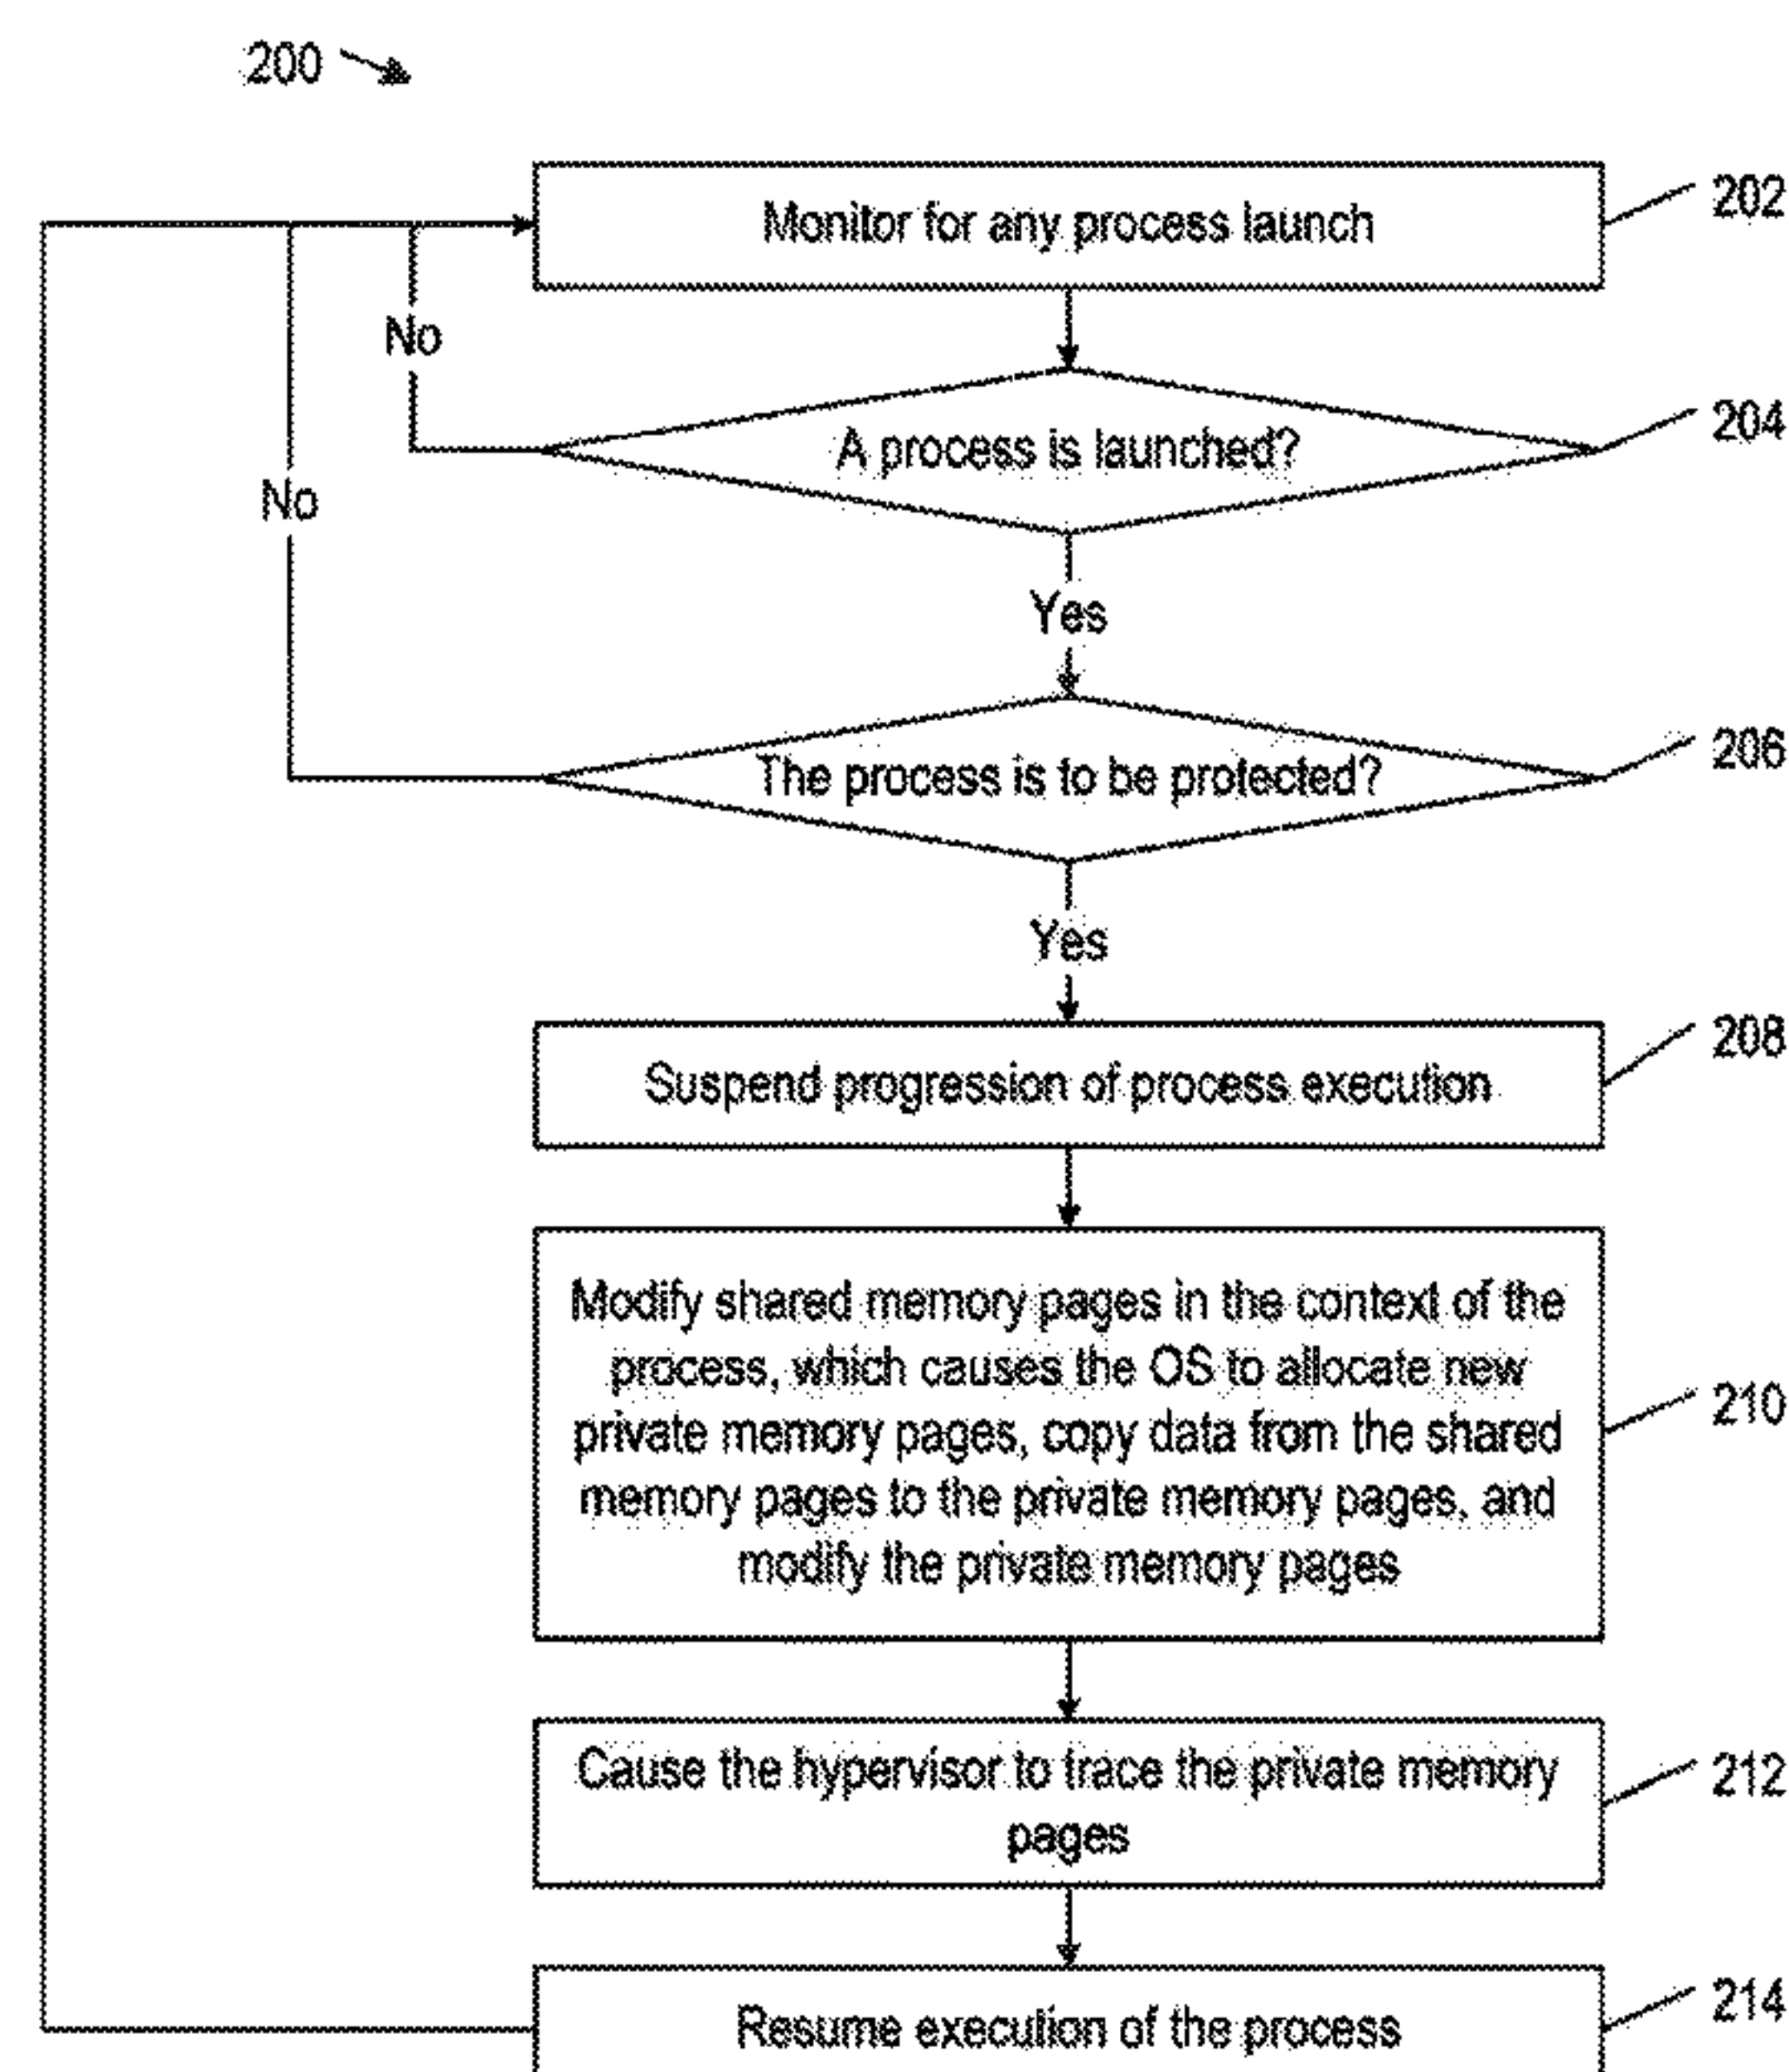 200
Monitor for any process launch
202
No
A process is launched?
204
No
Yes
The process is to be protected?
206
Yes
Suspend progression of process execution
208
Modify shared memory pages in the context of the
process, which causes the OS to allocate new
private memory pages, copy data from the shared
memory pages to the private memory pages, and
modify the private memory pages
210
Cause the hypervisor to trace the private memory
pages
212
Resume execution of the process
214